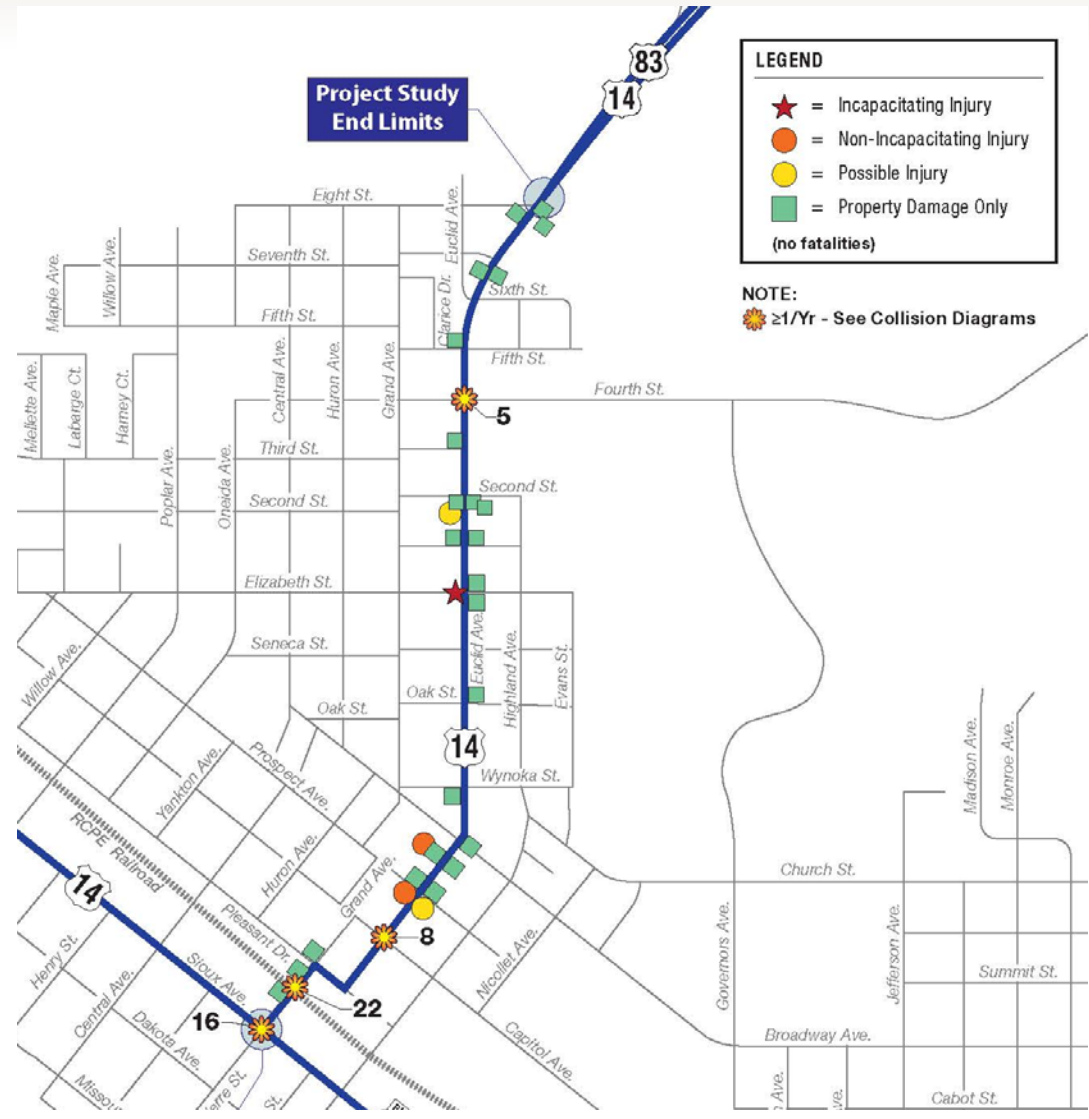 83
14
LEGEND
= Incapacitating Injury
= Non-Incapacitating Injury
= Possible Injury
= Property Damage Only
(no fatalities)
NOTE:
≥1/Yr - See Collision Diagrams
Project Study
End Limits
Eight St.
Euclid Ave.
Seventh St.
Maple Ave.
Willow Ave.
Clarice Dr.
Sixth St.
Fifth St.
Fifth St.
Central Ave.
Huron Ave.
Grand Ave.
Mellette Ave.
Labarge Ct.
Harney Ct.
Fourth St.
5
Third St.
Poplar Ave.
Oneida Ave.
Second St.
Second St.
Elizabeth St.
Seneca St.
Euclid Ave.
Highland Ave.
Evans St.
Willow Ave.
Oak St.
Oak St.
14
Wynoka St.
Prospect Ave.
Yankton Ave.
RCPE Railroad
Huron Ave.
Grand Ave.
Madison Ave.
Monroe Ave.
Church St.
14
Pleasant Dr.
8
Nicollet Ave.
Governors Ave.
Jefferson Ave.
Summit St.
Henry St.
Central Ave.
Sioux Ave.
22
16
Dakota Ave.
Capitol Ave.
Broadway Ave.
St.
Ave.
Cabot St.